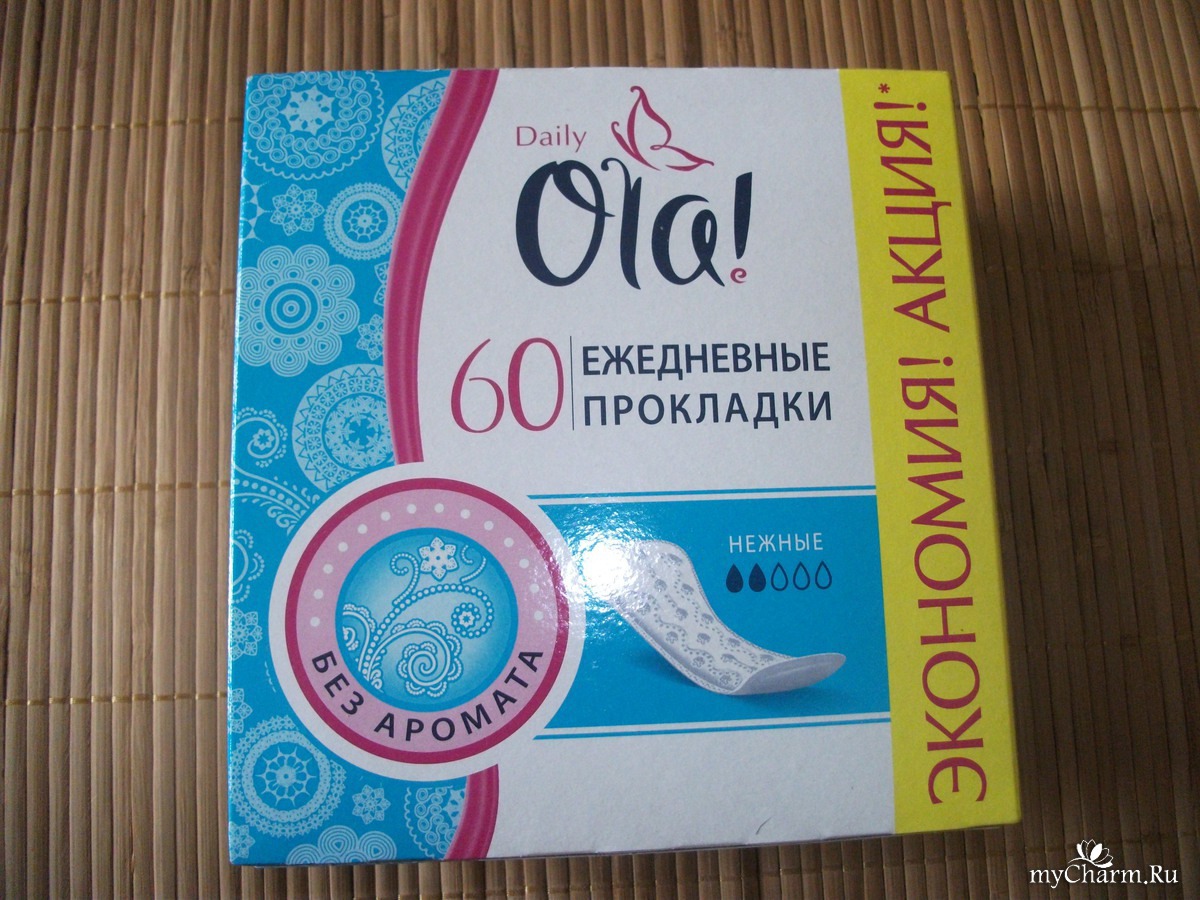 Daily
Ola!
60 ЕЖЕДНЕВНЫЕ
ПРОКЛАДКИ
НЕЖНЫЕ
БЕЗ АРОМАТА
ЭКОНОМИЯ! АКЦИЯ!*
myCharm.Ru